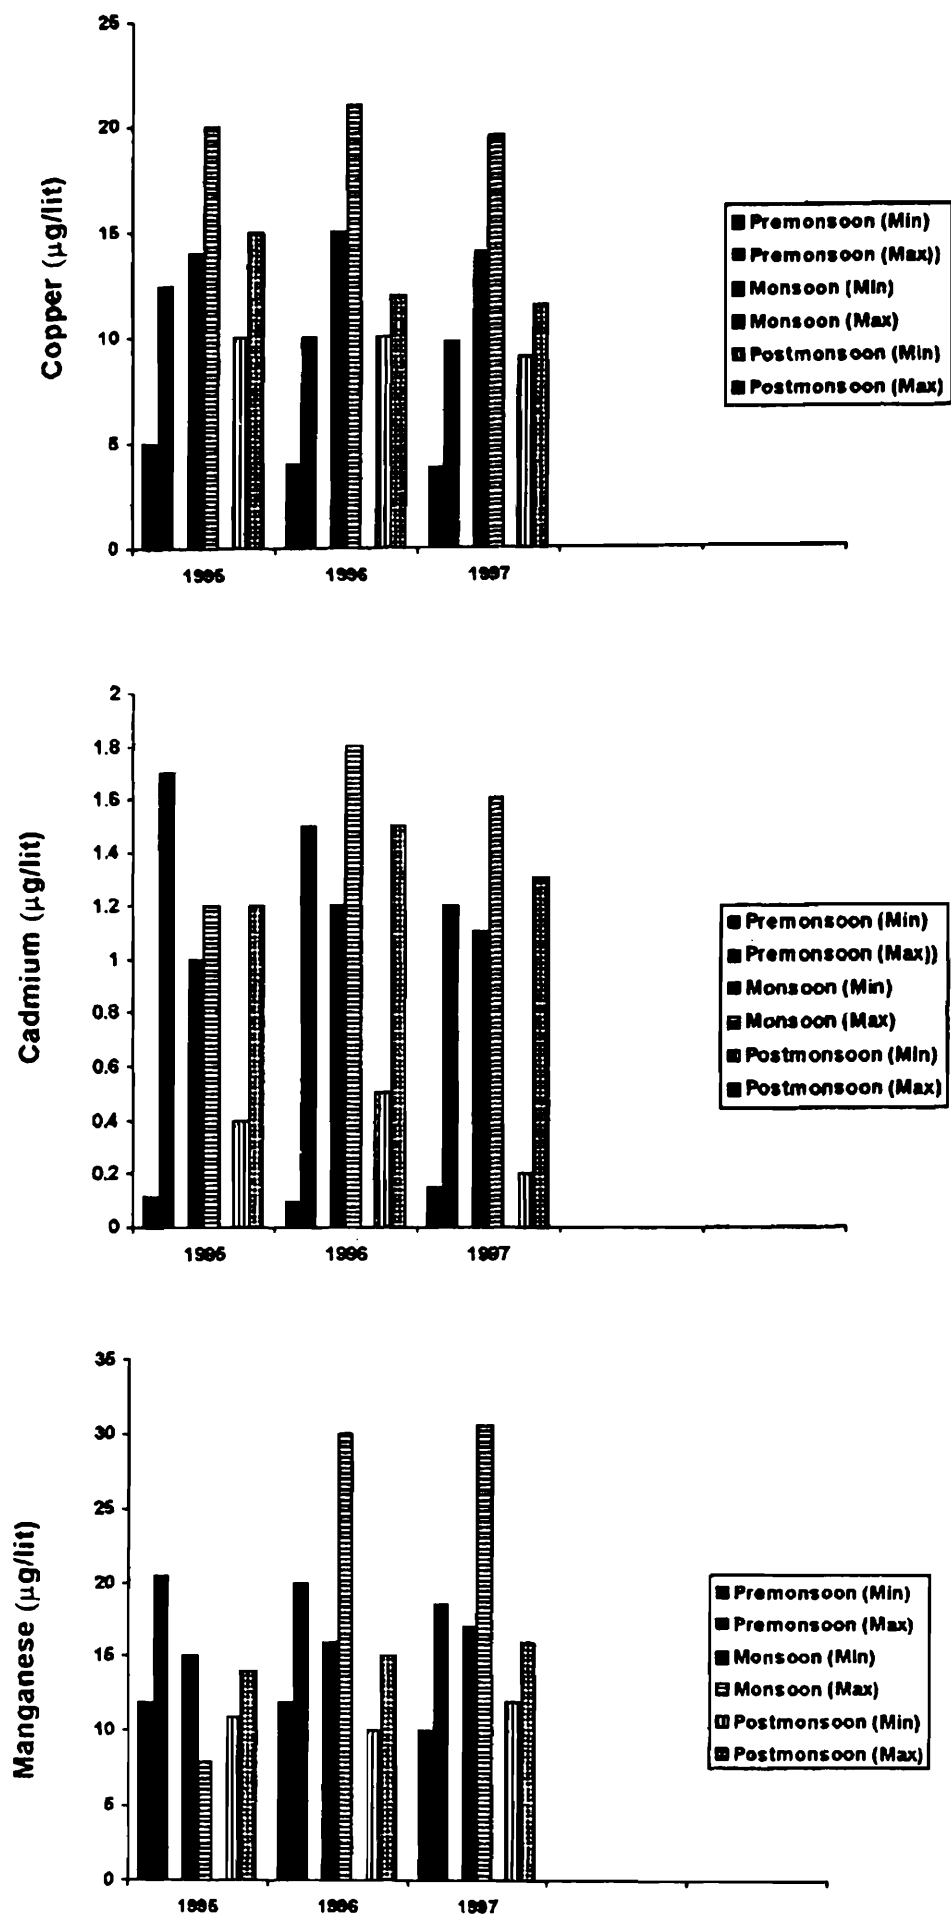 25
20
15
10
5
0
Copper (µg/lit)
1995
1996
1997
Premonsoon (Min)
Premonsoon (Max))
Monsoon (Min)
Monsoon (Max)
Postmonsoon (Min)
Postmonsoon (Max)
2
1.8
1.6
1.4
1.2
1
0.8
0.6
0.4
0.2
0
Cadmium (µg/lit)
1995
1996
1997
Premonsoon (Min)
Premonsoon (Max))
Monsoon (Min)
Monsoon (Max)
Postmonsoon (Min)
Postmonsoon (Max)
35
30
25
20
15
10
5
0
Manganese (µg/lit)
1995
1996
1997
Premonsoon (Min)
Premonsoon (Max)
Monsoon (Min)
Monsoon (Max)
Postmonsoon (Min)
Postmonsoon (Max)